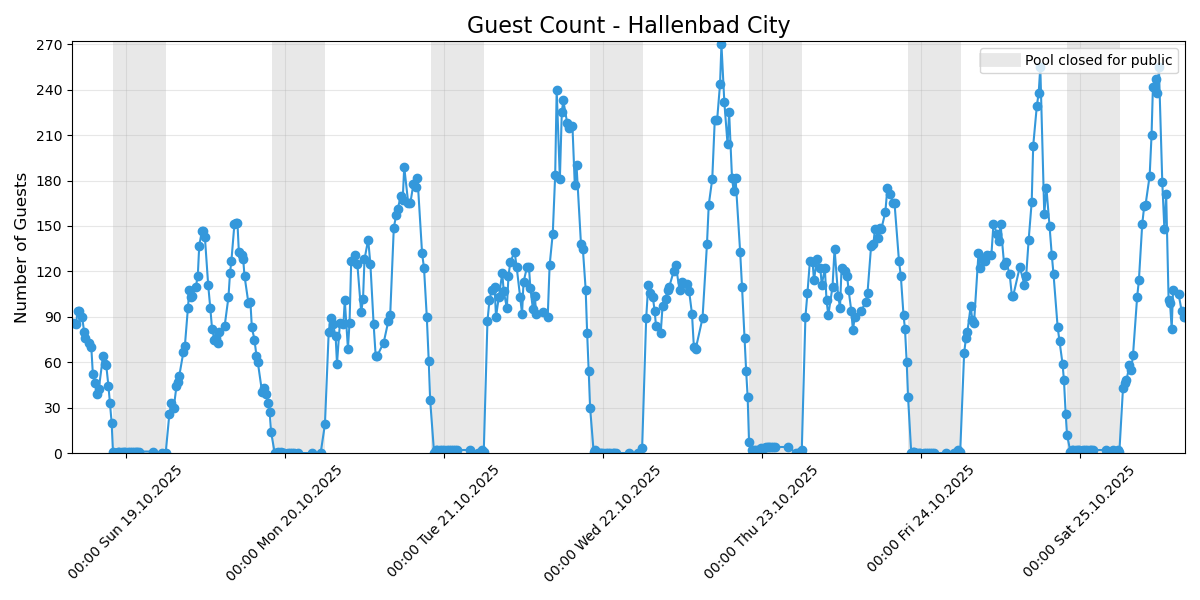 Guest Count - Hallenbad City
Pool closed for public
Number of Guests
270
240
210
180
150
120
90
60
30
0
00:00 Sun 19.10.2025
00:00 Mon 20.10.2025
00:00 Tue 21.10.2025
00:00 Wed 22.10.2025
00:00 Thu 23.10.2025
00:00 Fri 24.10.2025
00:00 Sat 25.10.2025